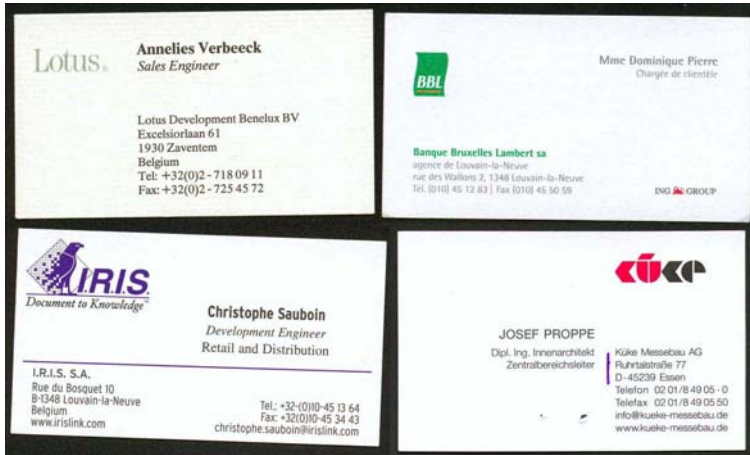 Lotus.
Annelies Verbeeck
Sales Engineer
Lotus Development Benelux BV
Excelsiorlaan 61
1930 Zaventem
Belgium
Tel: +32(0)2 - 718 09 11
Fax: +32(0)2 - 725 45 72
BBL
Mme Dominique Pierre
Chargée de clientèle
Banque Bruxelles Lambert sa
agence de Louvain-la-Neuve
rue des Wallons 2, 1348 Louvain-la-Neuve
Tél. (010) 45 12 83 | Fax (010) 45 50 59
ING GROUP
I.R.I.S.
Document to Knowledge™
Christophe Sauboin
Development Engineer
Retail and Distribution
I.R.I.S. S.A.
Rue du Bosquet 10
B-1348 Louvain-la-Neuve
Belgium
www.irislink.com
Tel.: +32-(0)10-45 13 64
Fax: +32(0)10-45 34 43
christophe.sauboin@irislink.com
KÜKE
JOSEF PROPPE
Dipl. Ing. Innenarchitekt
Zentralbereichsleiter
Küke Messebau AG
Ruhrtalstraße 77
D-45239 Essen
Telefon 02 01/8 49 05 - 0
Telefax 02 01/8 49 05 50
info@kueke-messebau.de
www.kueke-messebau.de